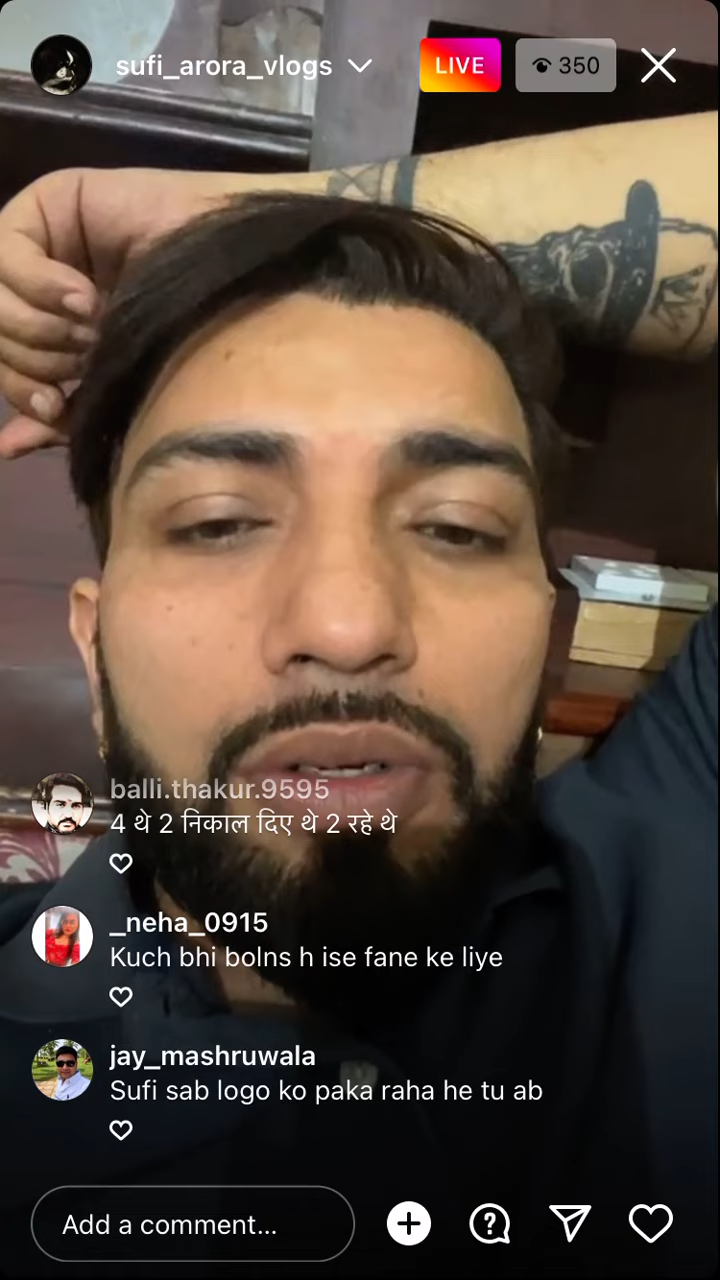 sufi_arora_vlogs
LIVE
350
balli.thakur.9595
4 थे 2 निकाल दिए थे 2 रहे थे
_neha_0915
Kuch bhi bolns h ise fane ke liye
jay_mashruwala
Sufi sab logo ko paka raha he tu ab
Add a comment...